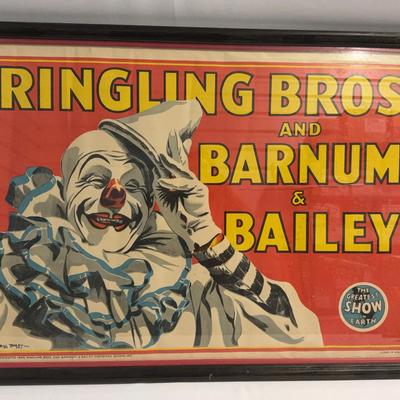 RINGLING BROS
AND
BARNUM
&
BAILEY
THE
GREATEST
SHOW
ON
EARTH